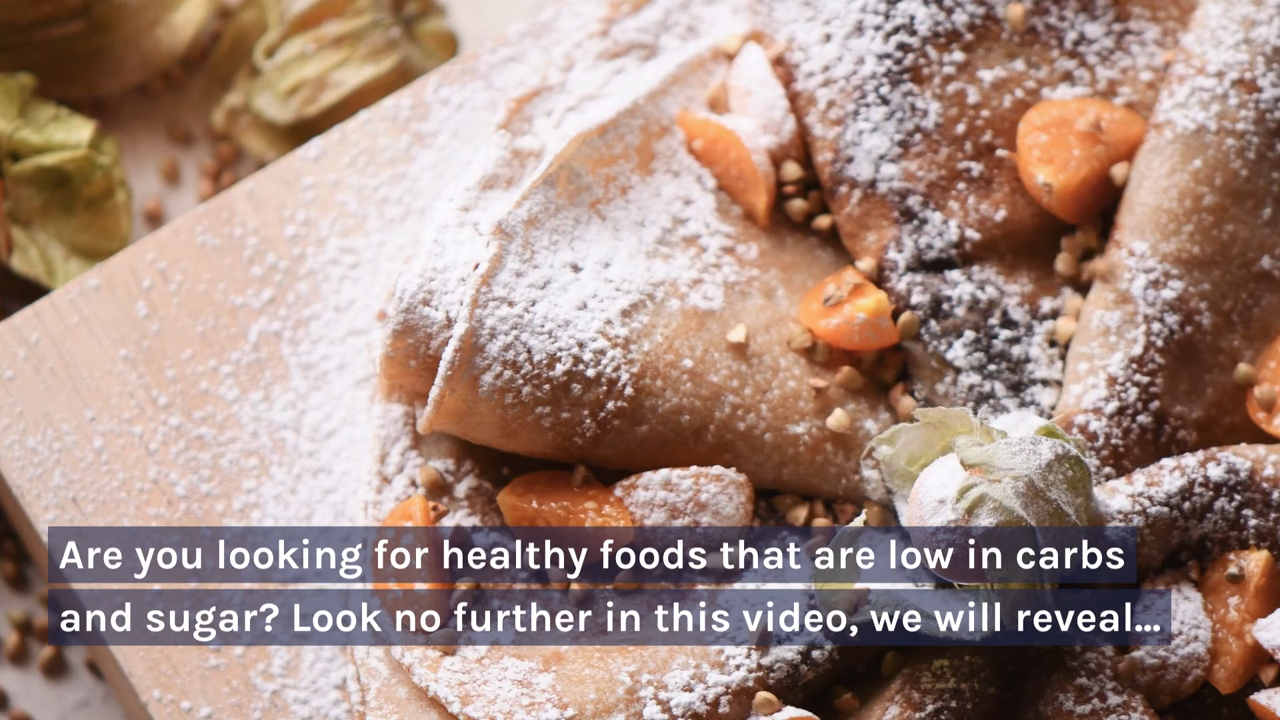 Are you looking for healthy foods that are low in carbs
and sugar? Look no further in this video, we will reveal...